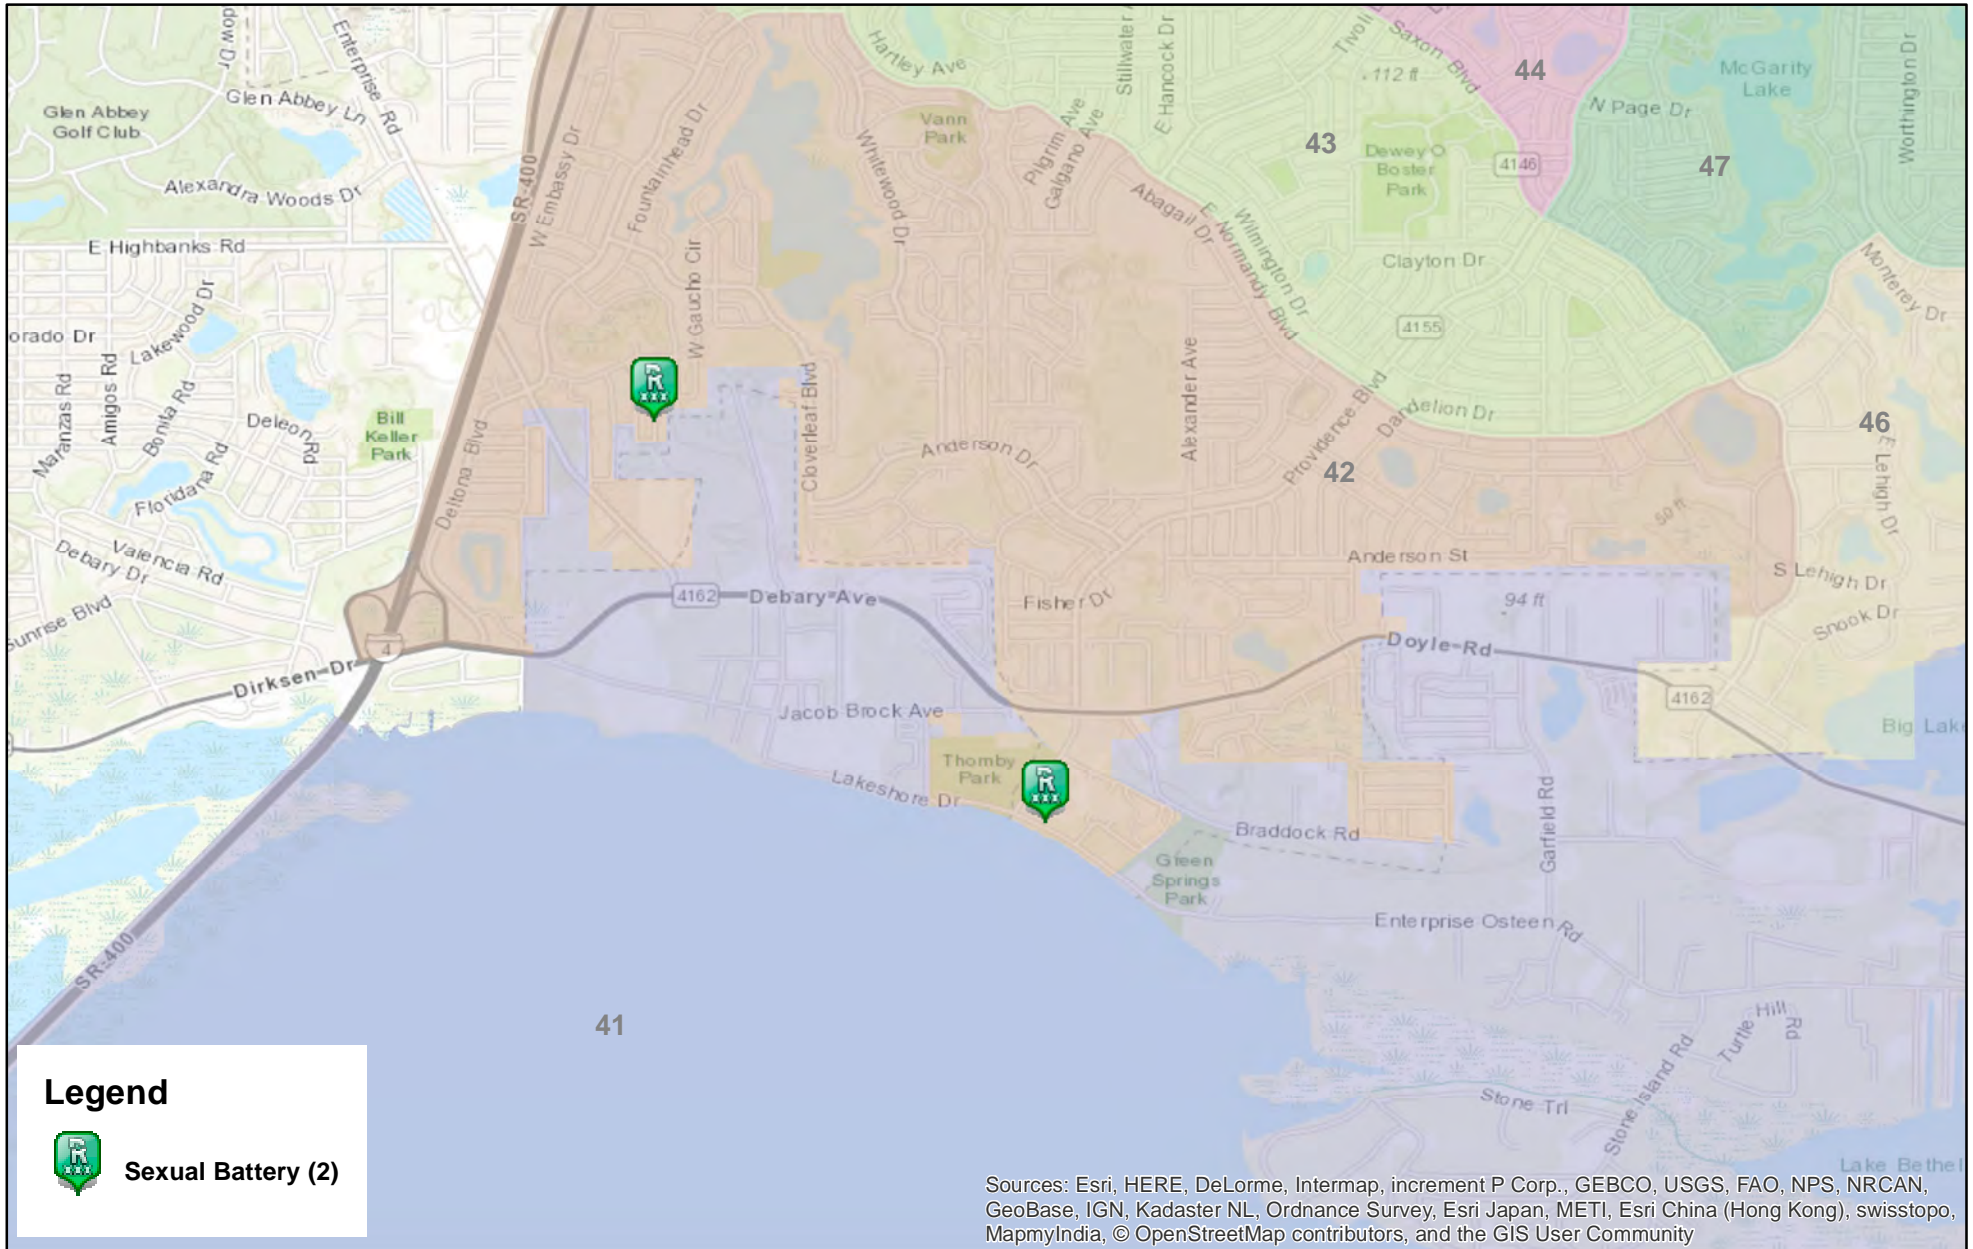 Enterprise Rd
Glen Abbey Ln
Glen Abbey
Golf Club
Alexandra Woods Dr
E Highbanks Rd
SR-400
W Embassy Dr
Fountainhead Dr
W Gaucho Cir
Hartley Ave
Vann
Park
Whitewood Dr
Pilgrim Ave
Galgano Ave
E Hancock Dr
Saxon Blvd
112 ft
44
43
Dewey O
Boster
Park
4146
N Page Dr
McGarity
Lake
47
Worthington Dr
Abagail Dr
E Normandy Blvd
Wilmington Dr
Clayton Dr
4155
Monterey Dr
orado Dr
Lakewood Dr
Maranzas Rd
Amigos Rd
Bonita Rd
Deleon Rd
Floridana Rd
Bill
Keller
Park
Deltona Blvd
Cloverleaf Blvd
Anderson Dr
Alexander Ave
Providence Blvd
Dandelion Dr
42
46
E Lehigh Dr
50 ft
Valencia Rd
Debary Dr
Sunrise Blvd
Anderson St
S Lehigh Dr
Snook Dr
4162
Debary Ave
Fisher Dr
94 ft
Doyle Rd
4
Dirksen Dr
4162
Jacob Brock Ave
Big Lake
Thornby
Park
Lakeshore Dr
Braddock Rd
Garfield Rd
Green
Springs
Park
Enterprise Osteen Rd
SR-400
41
Turtle Hill Rd
Stone Island Rd
Stone Trl
Lake Bethel
Legend
R
Sexual Battery (2)
Sources: Esri, HERE, DeLorme, Intermap, increment P Corp., GEBCO, USGS, FAO, NPS, NRCAN,
GeoBase, IGN, Kadaster NL, Ordnance Survey, Esri Japan, METI, Esri China (Hong Kong), swisstopo,
MapmyIndia, © OpenStreetMap contributors, and the GIS User Community